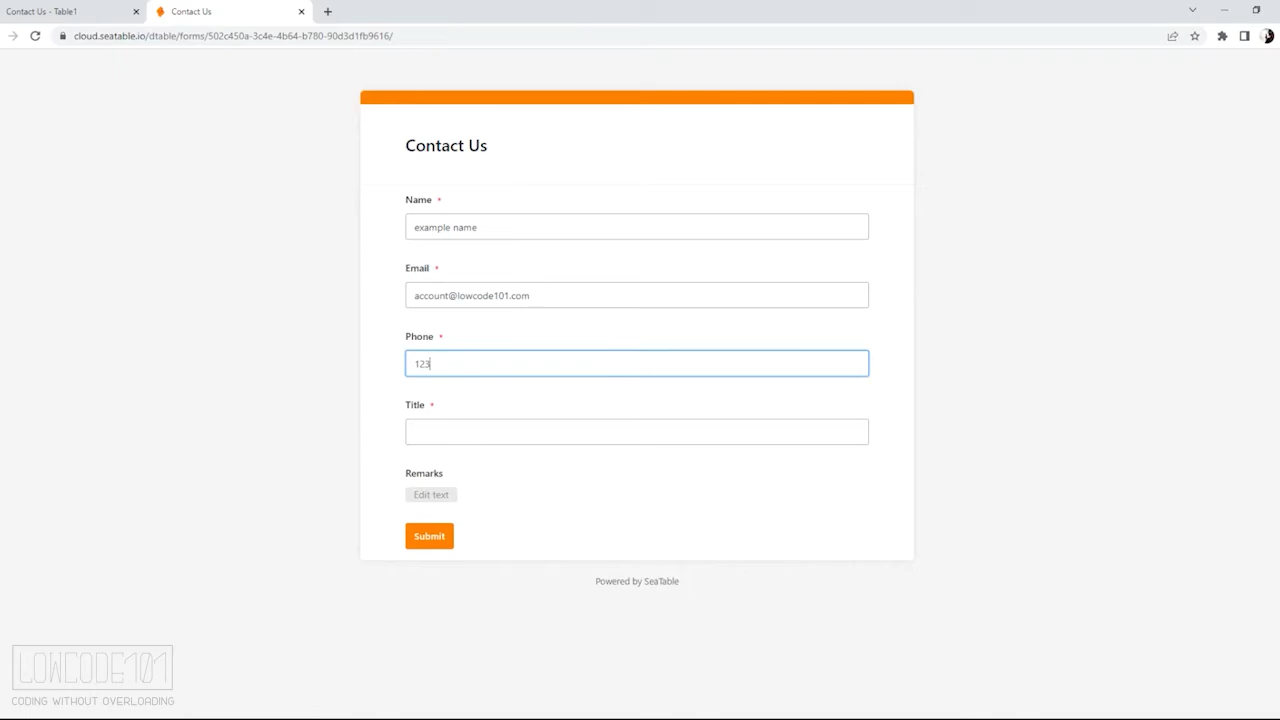 Contact Us - Table1
Contact Us
cloud.seatable.io/dtable/forms/502c450a-3c4e-4b64-b780-90d3d1fb9616/
Contact Us
Name *
example name
Email *
account@lowcode101.com
Phone *
123
Title *
Remarks
Edit text
Submit
Powered by SeaTable
LOWCODE101
CODING WITHOUT OVERLOADING